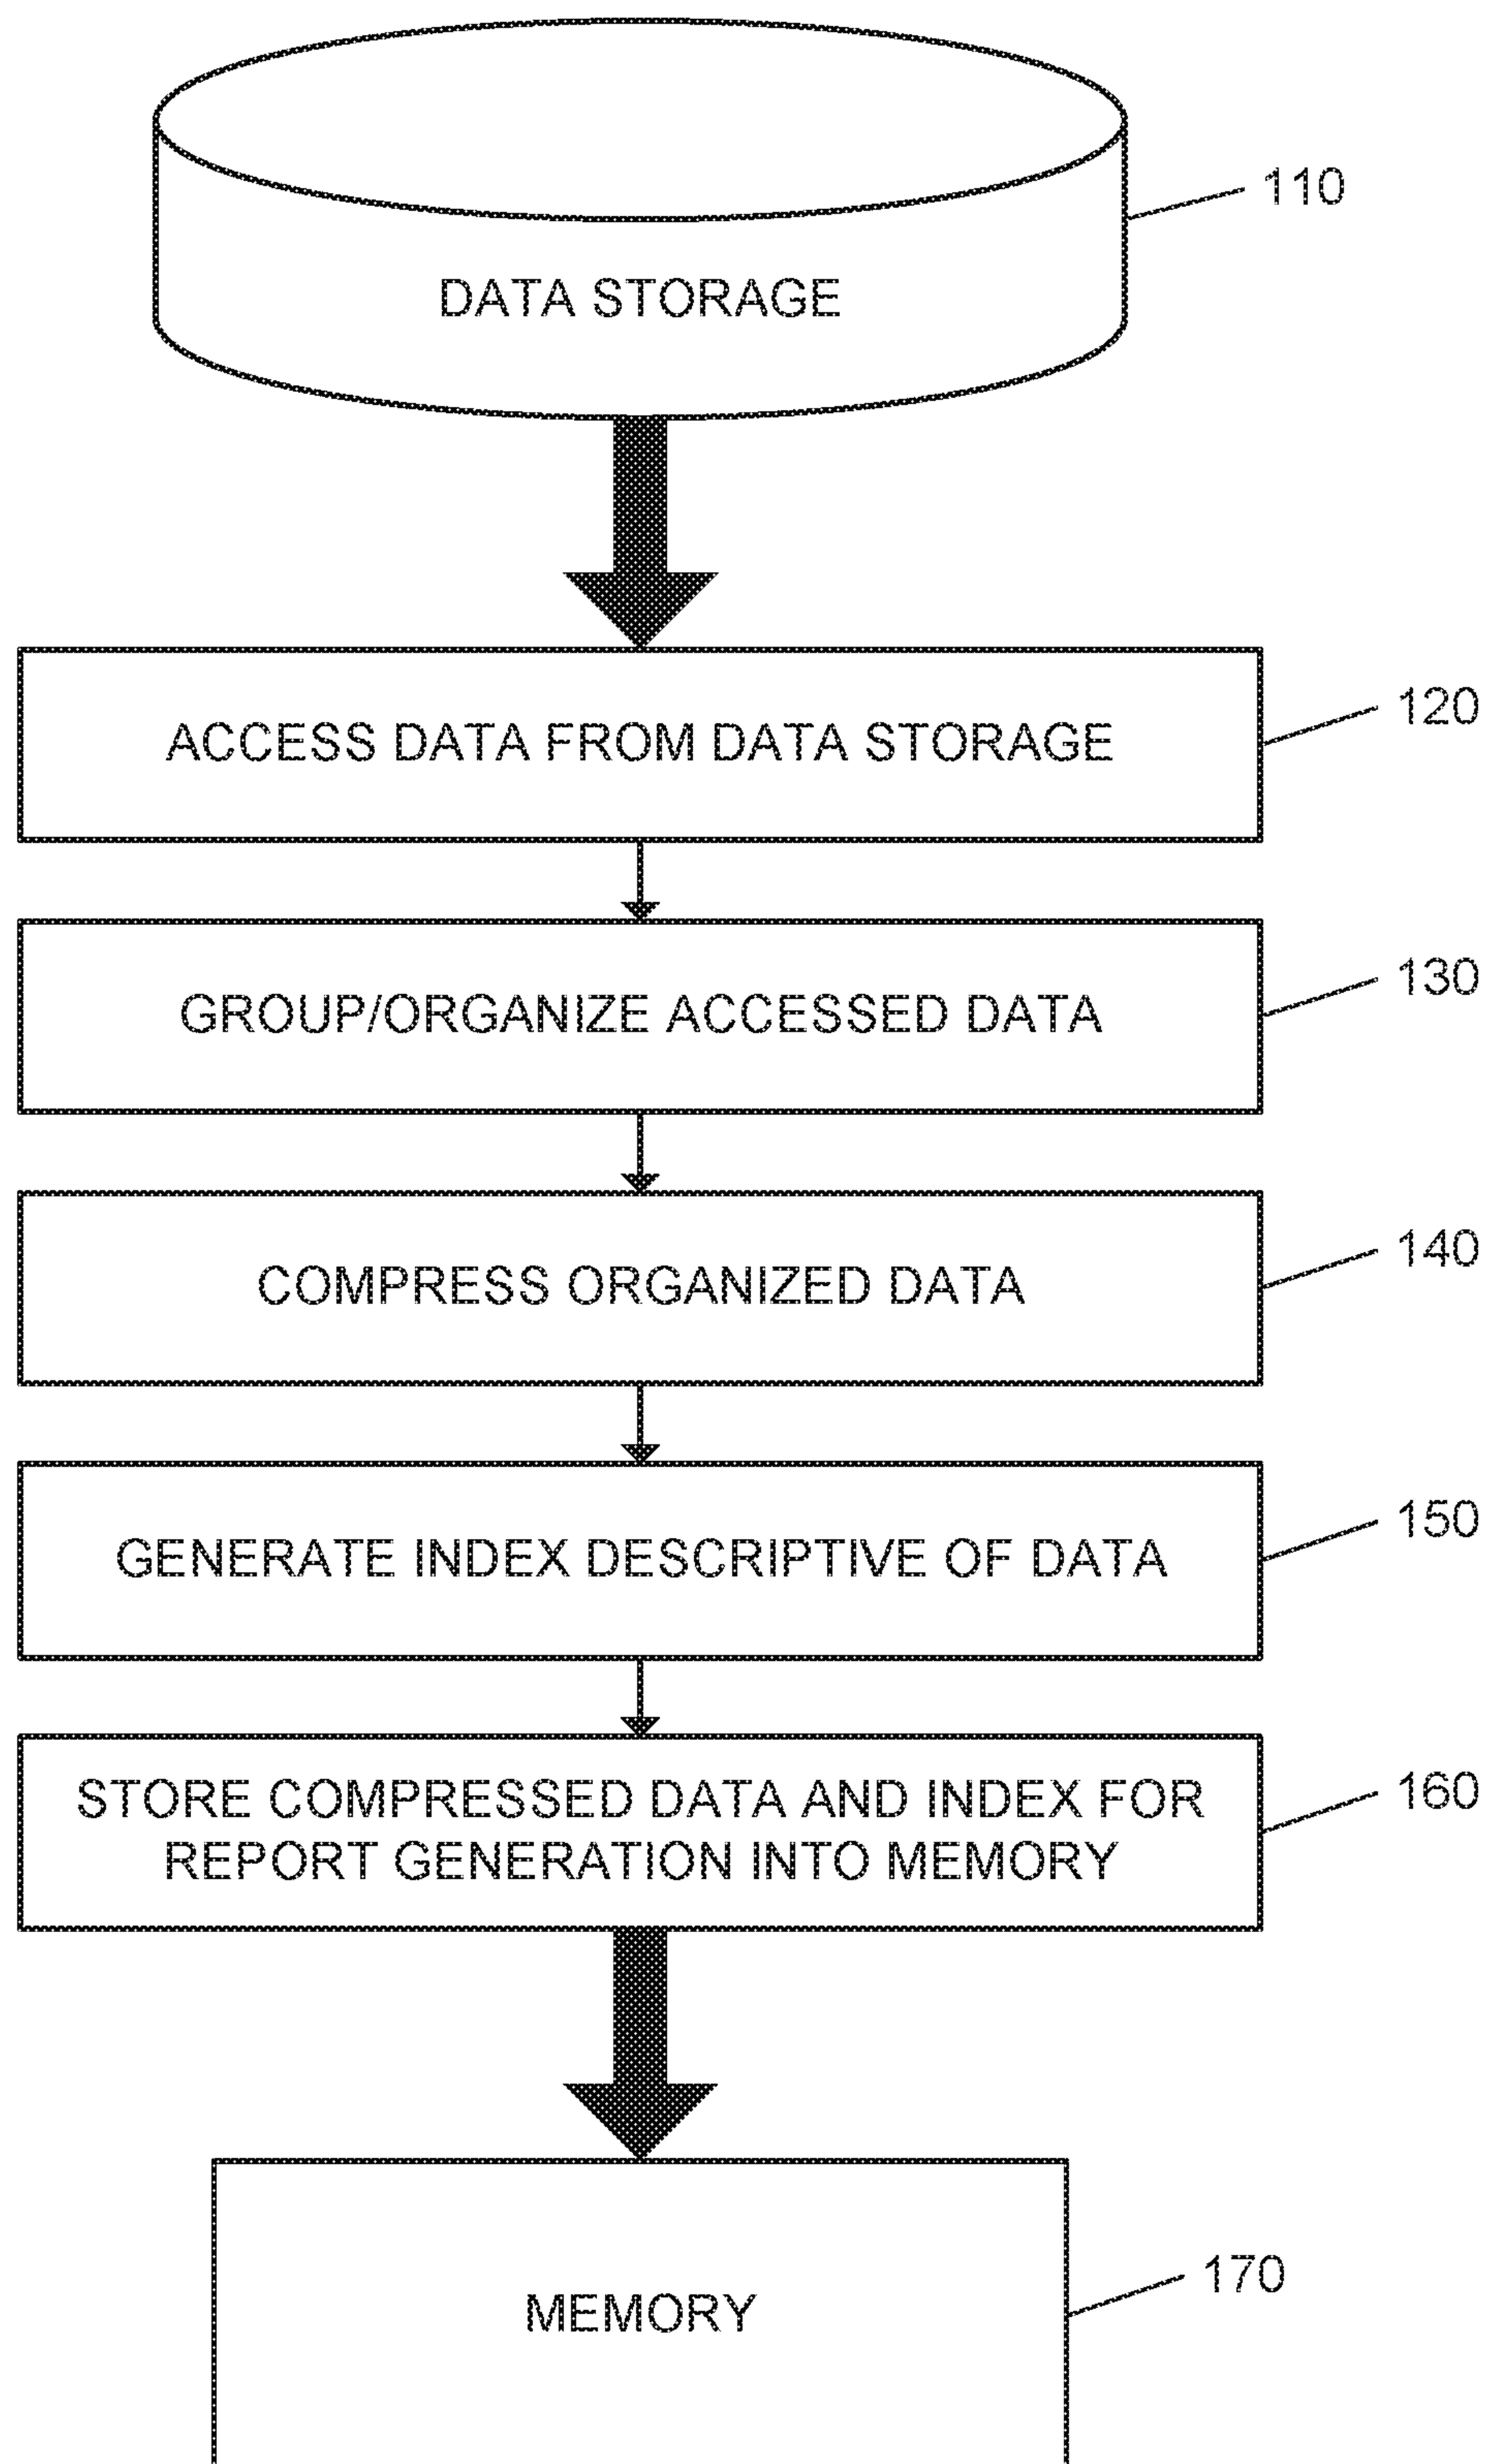 110
DATA STORAGE
120
ACCESS DATA FROM DATA STORAGE
130
GROUP/ORGANIZE ACCESSED DATA
140
COMPRESS ORGANIZED DATA
150
GENERATE INDEX DESCRIPTIVE OF DATA
160
STORE COMPRESSED DATA AND INDEX FOR
REPORT GENERATION INTO MEMORY
170
MEMORY